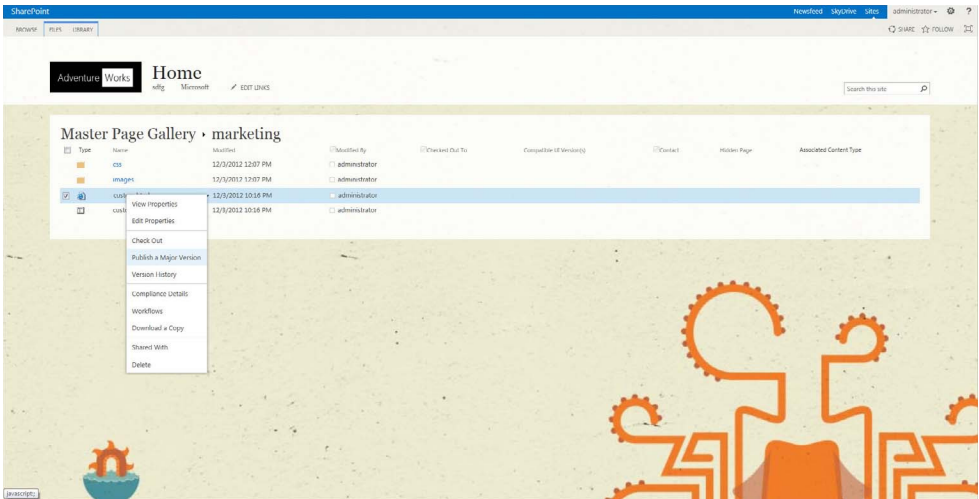 SharePoint
Newsfeed SkyDrive Sites administrator ?
BROWSE FILES LIBRARY
SHARE FOLLOW
Adventure Works
Home
sdfg Microsoft EDIT LINKS
Search this site
Master Page Gallery marketing
Type Name Modified Modified By Checked Out To Compatible UI Version(s) Contact Hidden Page Associated Content Type
css 12/3/2012 12:07 PM administrator
images 12/3/2012 12:07 PM administrator
12/3/2012 10:16 PM administrator
12/3/2012 10:16 PM administrator
View Properties
Edit Properties
Check Out
Publish a Major Version
Version History
Compliance Details
Workflows
Download a Copy
Shared With
Delete
javascript:;